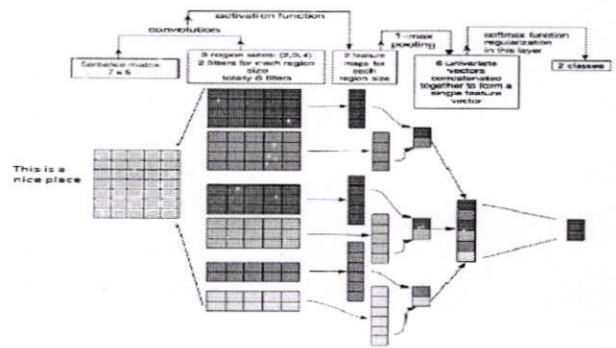 activation function
convolution
1-max
pooling
softmax function
regularization
in this layer
3 region sizes: (2,3,4)
2 filters for each region
size
totally 6 filters
2 feature
maps for
each
region size
6 univariate
vectors
concatenated
together to form a
single feature
vector
2 classes
Sentence matrix
7 x 5
This is a
nice place